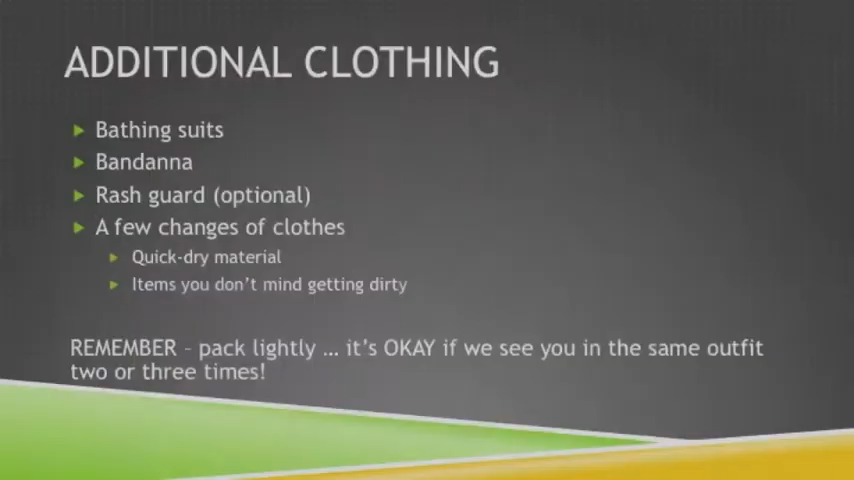 ADDITIONAL CLOTHING
Bathing suits
Bandanna
Rash guard (optional)
A few changes of clothes
Quick-dry material
Items you don't mind getting dirty
REMEMBER – pack lightly … it's OKAY if we see you in the same outfit
two or three times!